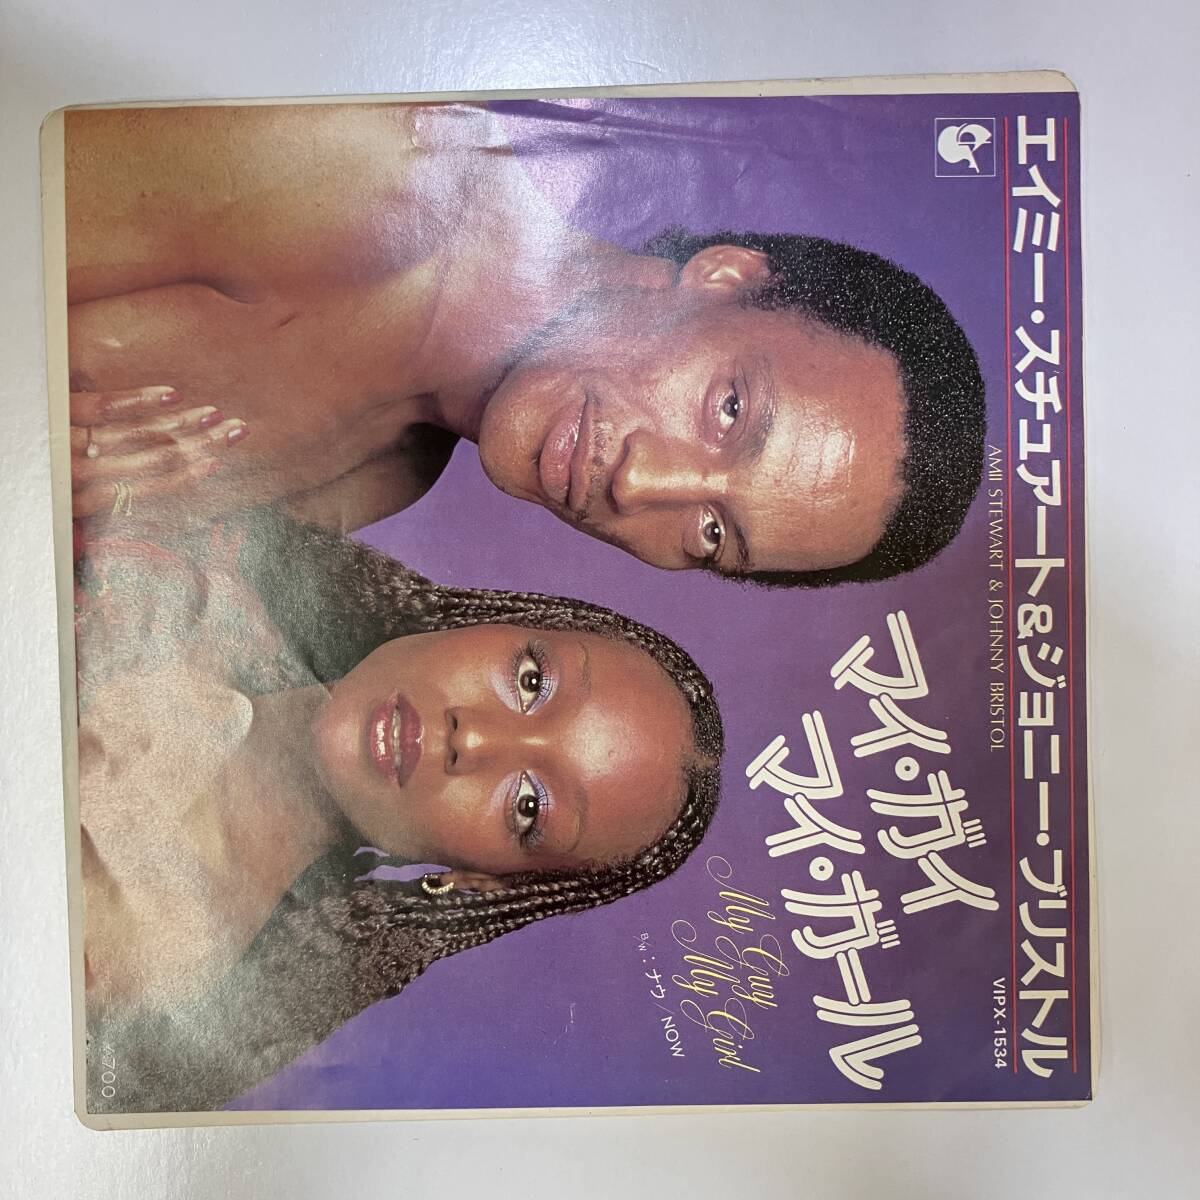 エイミー・スチュアート&ジョニー・ブリストル
AMII STEWART & JOHNNY BRISTOL
VIPX-1534
マイ・ガイ
マイ・ガール
My Guy
My Girl
B/W : ナウ/NOW
¥700